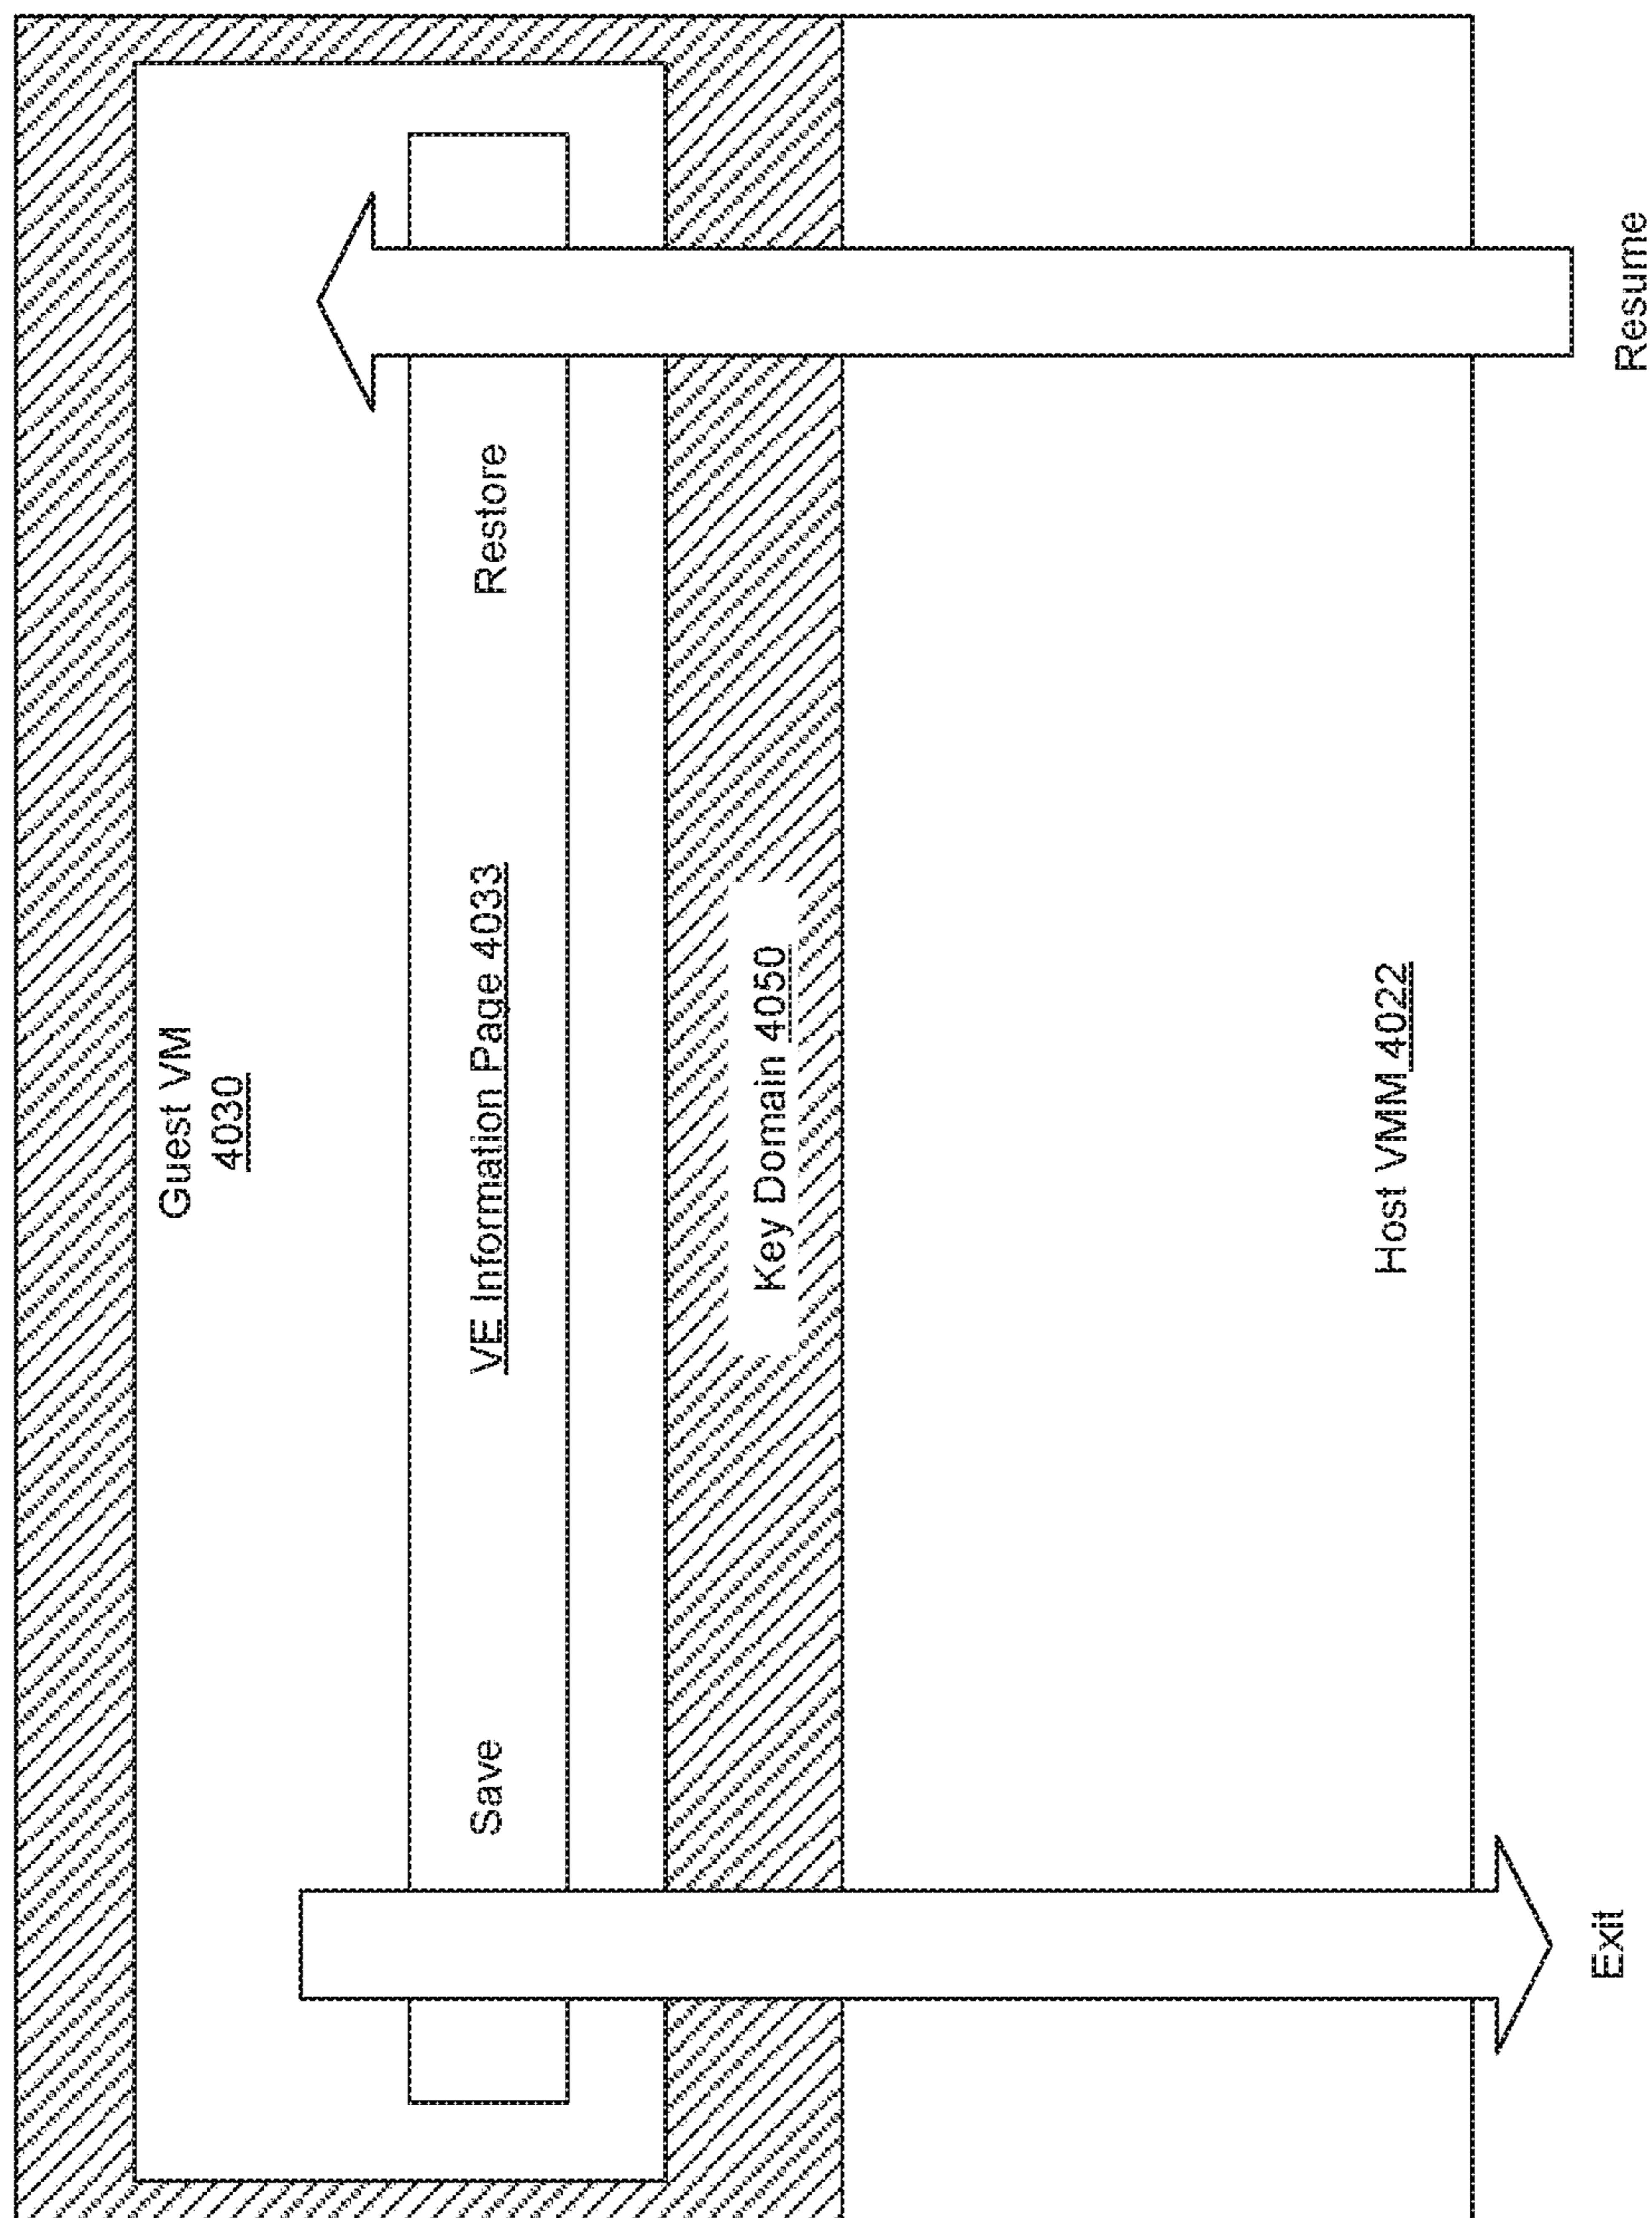 Guest VM
4030
Save
VE Information Page 4033
Restore
Key Domain 4050
Host VMM 4022
Exit
Resume